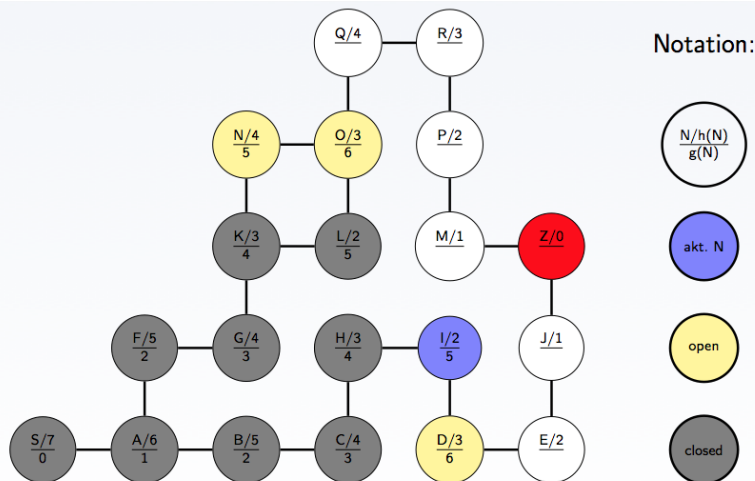 Q/4
R/3
Notation:
N/4
5
O/3
6
P/2
N/h(N)
g(N)
K/3
4
L/2
5
M/1
Z/0
akt. N
F/5
2
G/4
3
H/3
4
I/2
5
J/1
open
S/7
0
A/6
1
B/5
2
C/4
3
D/3
6
E/2
closed